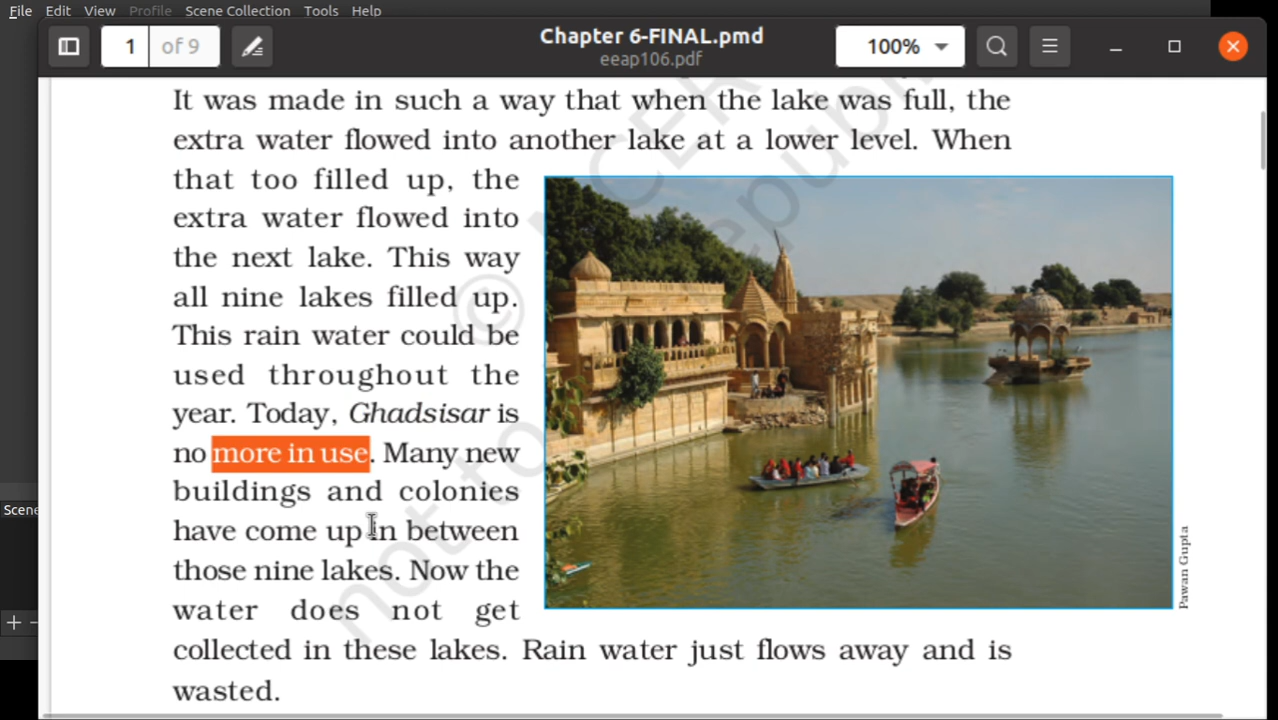 File Edit View Profile Scene Collection Tools Help
1 of 9
Chapter 6-FINAL.pmd
eeap106.pdf
100%
It was made in such a way that when the lake was full, the
extra water flowed into another lake at a lower level. When
that too filled up, the
extra water flowed into
the next lake. This way
all nine lakes filled up.
This rain water could be
used throughout the
year. Today, Ghadsisar is
no more in use. Many new
buildings and colonies
have come up in between
those nine lakes. Now the
water does not get
collected in these lakes. Rain water just flows away and is
wasted.
Pawan Gupta
© NCER
not to republi
Scene